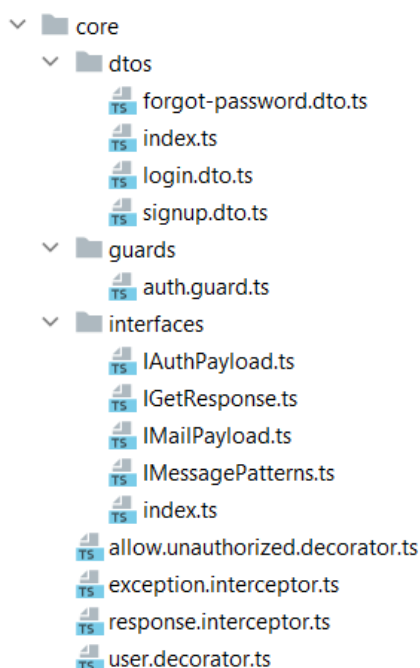 core
dtos
TS forgot-password.dto.ts
TS index.ts
TS login.dto.ts
TS signup.dto.ts
guards
TS auth.guard.ts
interfaces
TS IAuthPayload.ts
TS IGetResponse.ts
TS IMailPayload.ts
TS IMessagePatterns.ts
TS index.ts
TS allow.unauthorized.decorator.ts
TS exception.interceptor.ts
TS response.interceptor.ts
TS user.decorator.ts